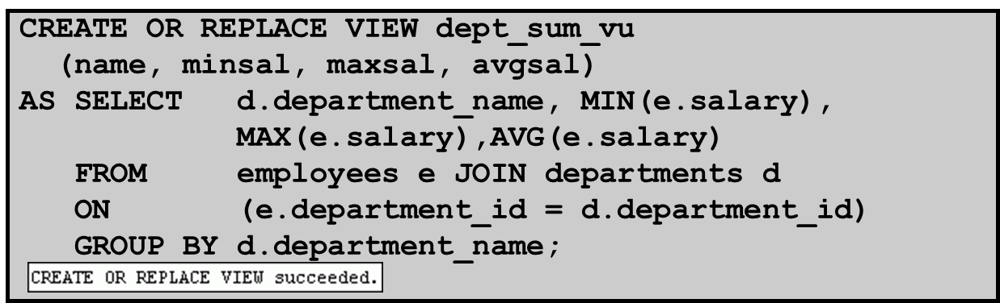 CREATE OR REPLACE VIEW dept_sum_vu
(name, minsal, maxsal, avgsal)
AS SELECT d.department_name, MIN(e.salary),
MAX(e.salary),AVG(e.salary)
FROM employees e JOIN departments d
ON (e.department_id = d.department_id)
GROUP BY d.department_name;
CREATE OR REPLACE VIEW succeeded.